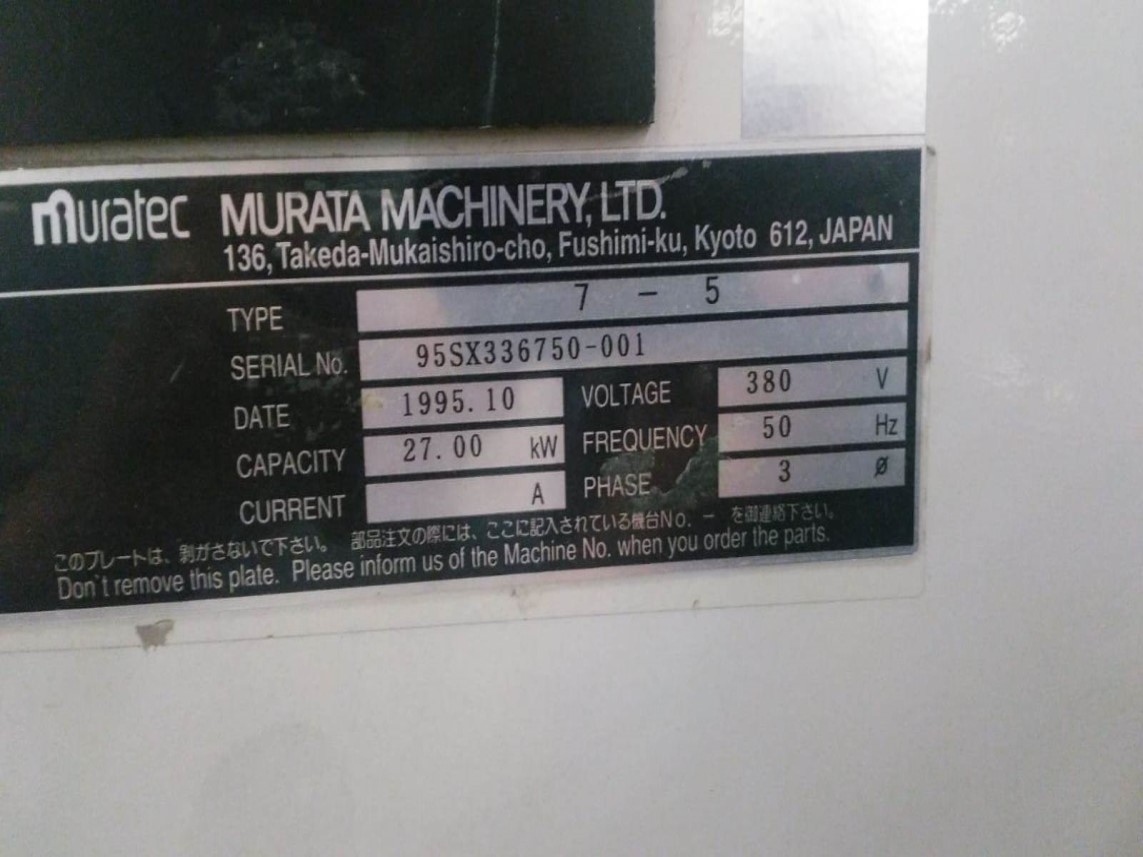 muratec MURATA MACHINERY, LTD.
136, Takeda-Mukaishiro-cho, Fushimi-ku, Kyoto 612, JAPAN
TYPE 7 - 5
SERIAL No. 95SX336750-001
DATE 1995.10 VOLTAGE 380 V
CAPACITY 27.00 kW FREQUENCY 50 Hz
CURRENT A PHASE 3 ø
このプレートは、剥がさないで下さい。 部品注文の際には、ここに記入されている機台No. － を御連絡下さい。
Don't remove this plate. Please inform us of the Machine No. when you order the parts.